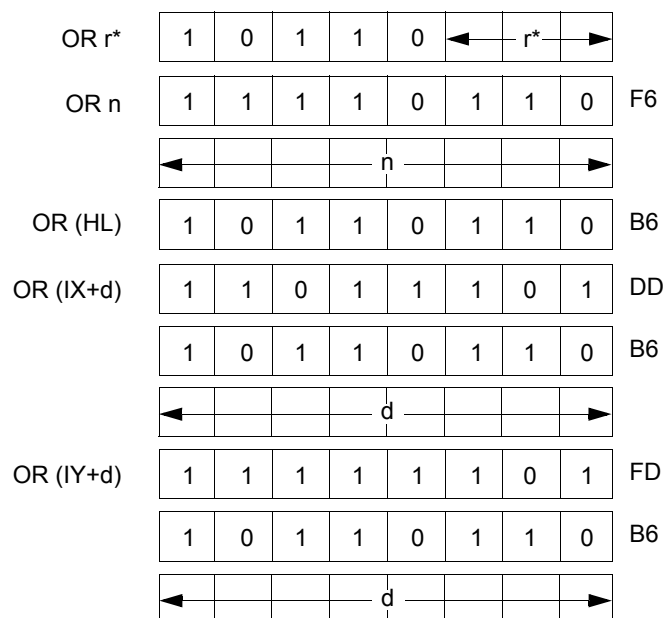 OR r* 1 0 1 1 0 r*
OR n 1 1 1 1 0 1 1 0 F6
n
OR (HL) 1 0 1 1 0 1 1 0 B6
OR (IX+d) 1 1 0 1 1 1 0 1 DD
1 0 1 1 0 1 1 0 B6
d
OR (IY+d) 1 1 1 1 1 1 0 1 FD
1 0 1 1 0 1 1 0 B6
d